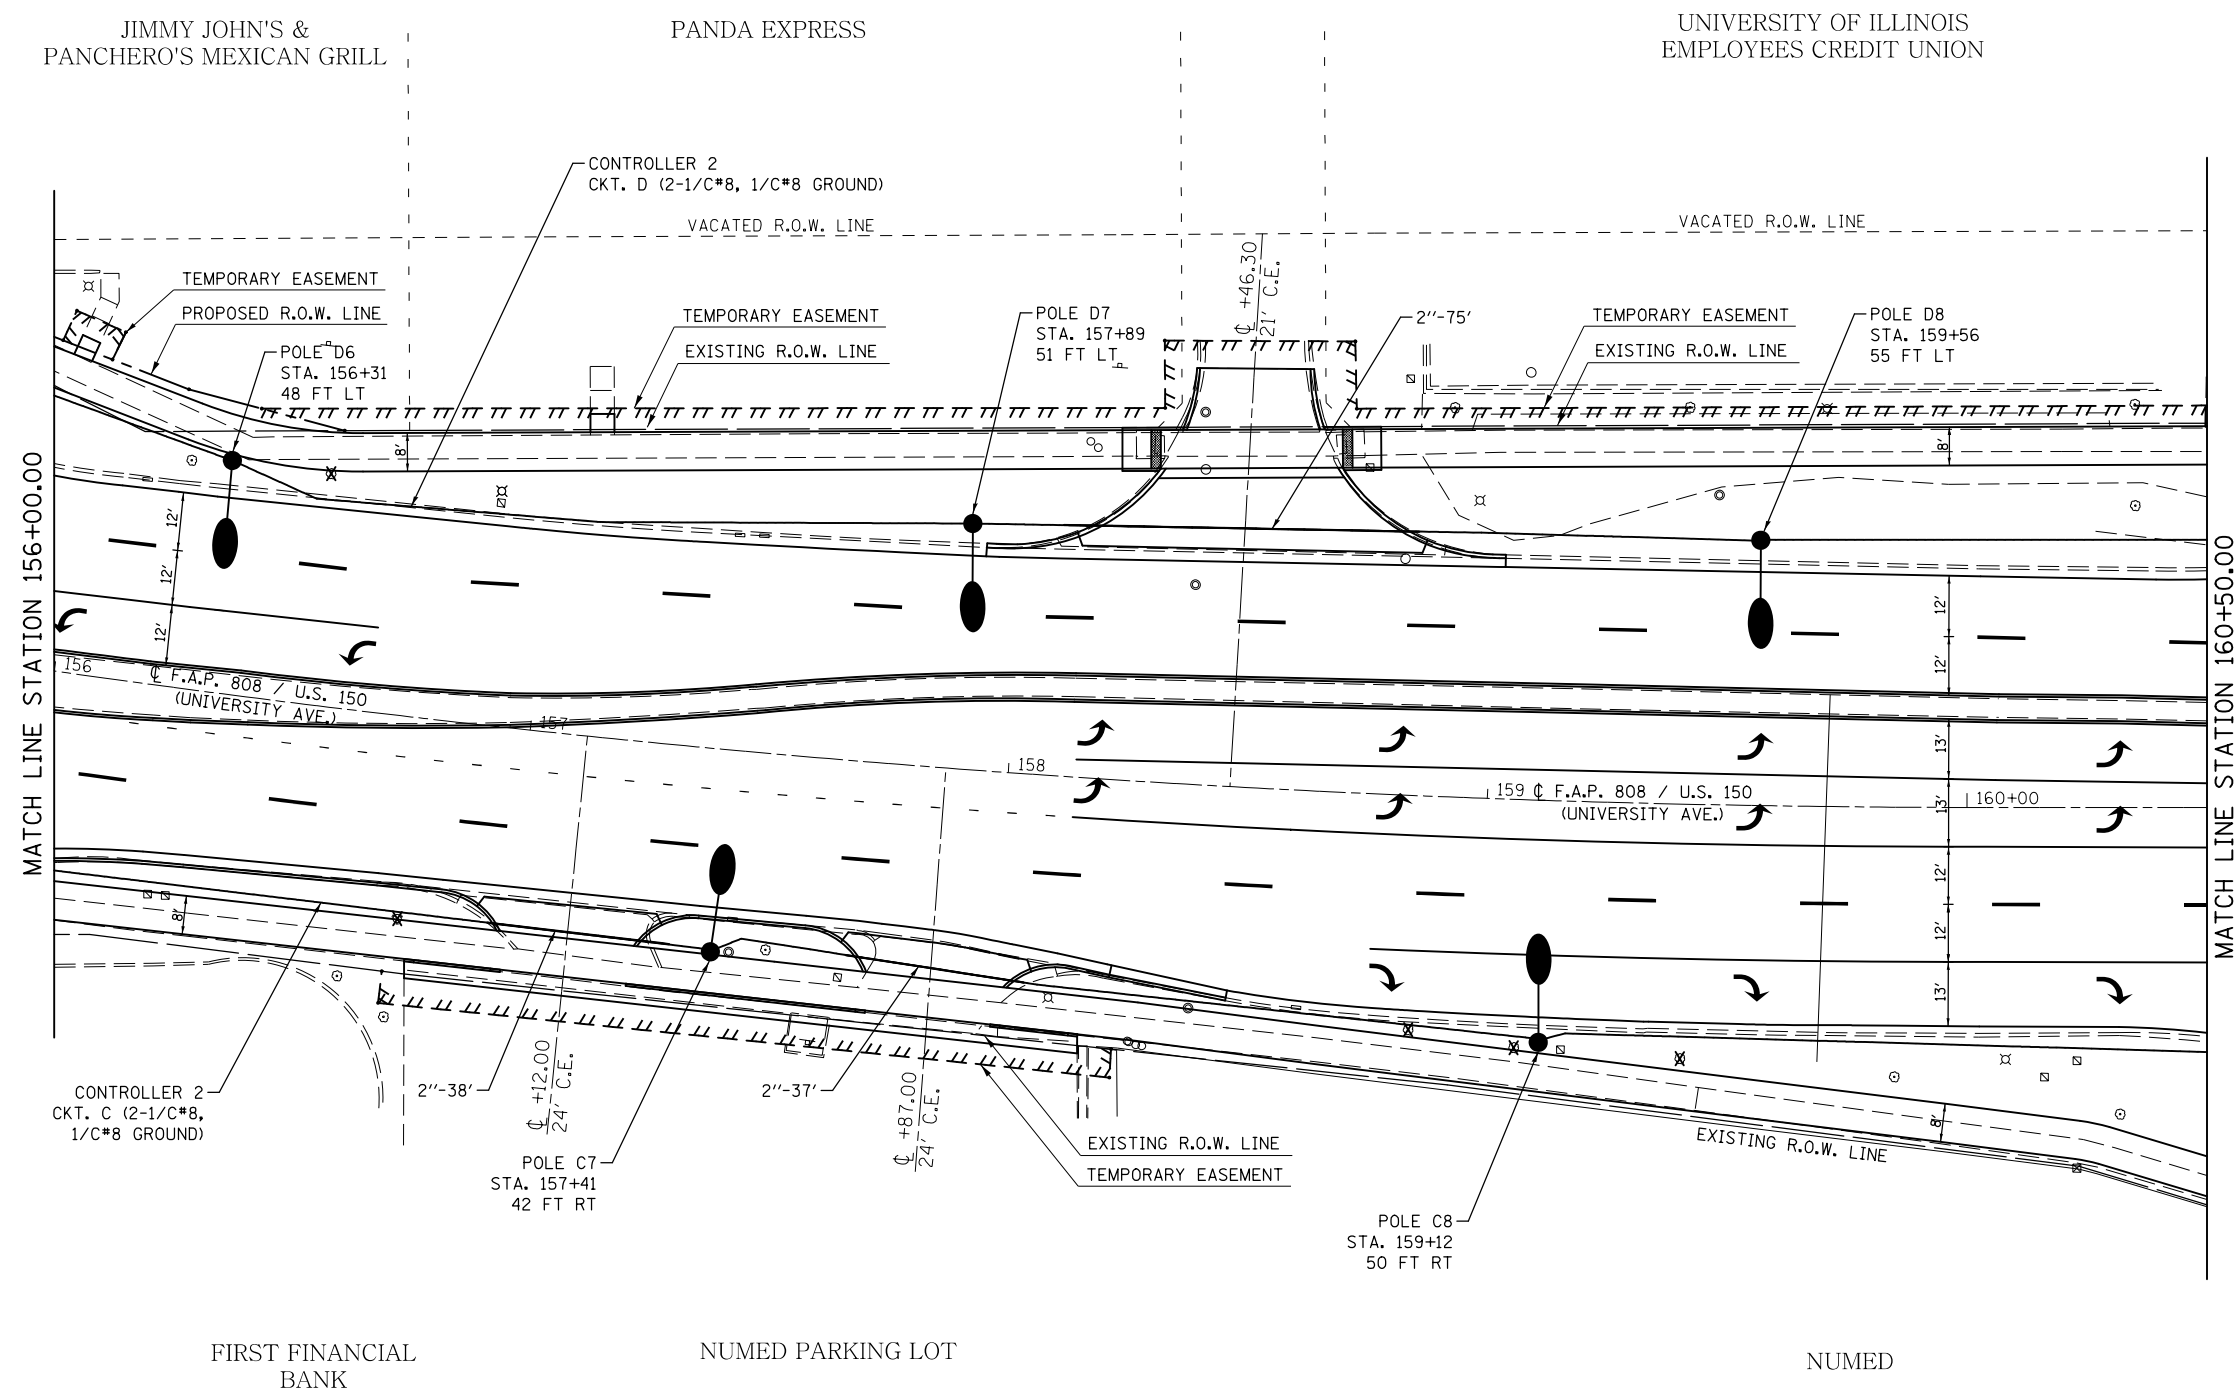 JIMMY JOHN'S &
PANCHERO'S MEXICAN GRILL
PANDA EXPRESS
UNIVERSITY OF ILLINOIS
EMPLOYEES CREDIT UNION
CONTROLLER 2
CKT. D (2-1/C#8, 1/C#8 GROUND)
VACATED R.O.W. LINE
VACATED R.O.W. LINE
TEMPORARY EASEMENT
PROPOSED R.O.W. LINE
POLE D6
STA. 156+31
48 FT LT
TEMPORARY EASEMENT
EXISTING R.O.W. LINE
POLE D7
STA. 157+89
51 FT LT
℄ +46.30
21' C.E.
2''-75'
TEMPORARY EASEMENT
EXISTING R.O.W. LINE
POLE D8
STA. 159+56
55 FT LT
8'
8'
12'
12'
12'
12'
12'
MATCH LINE STATION 156+00.00
MATCH LINE STATION 160+50.00
156
℄ F.A.P. 808 / U.S. 150
(UNIVERSITY AVE.)
157
158
159
℄ F.A.P. 808 / U.S. 150
(UNIVERSITY AVE.)
160+00
13'
13'
12'
12'
13'
8'
8'
CONTROLLER 2
CKT. C (2-1/C#8,
1/C#8 GROUND)
2''-38'
℄ +12.00
24' C.E.
POLE C7
STA. 157+41
42 FT RT
2''-37'
℄ +87.00
24' C.E.
EXISTING R.O.W. LINE
TEMPORARY EASEMENT
POLE C8
STA. 159+12
50 FT RT
EXISTING R.O.W. LINE
FIRST FINANCIAL
BANK
NUMED PARKING LOT
NUMED